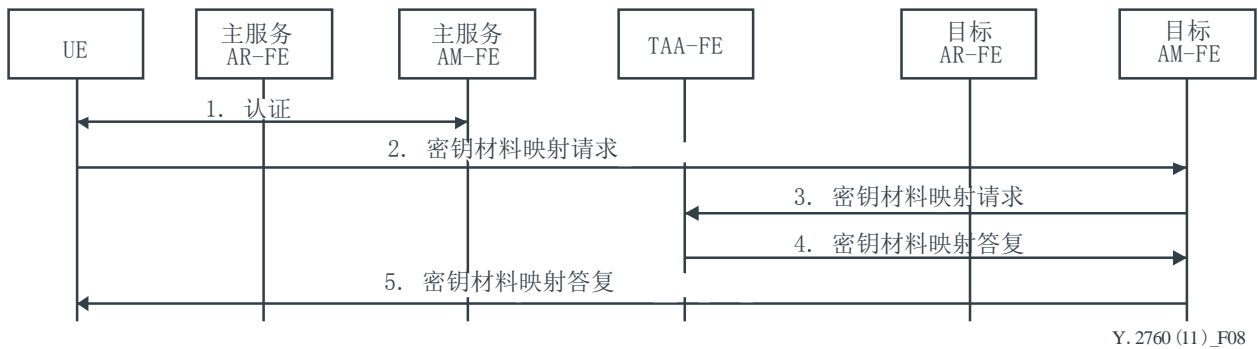 UE
主服务
AR-FE
主服务
AM-FE
TAA-FE
目标
AR-FE
目标
AM-FE
1. 认证
2. 密钥材料映射请求
3. 密钥材料映射请求
4. 密钥材料映射答复
5. 密钥材料映射答复
Y.2760(11)_F08